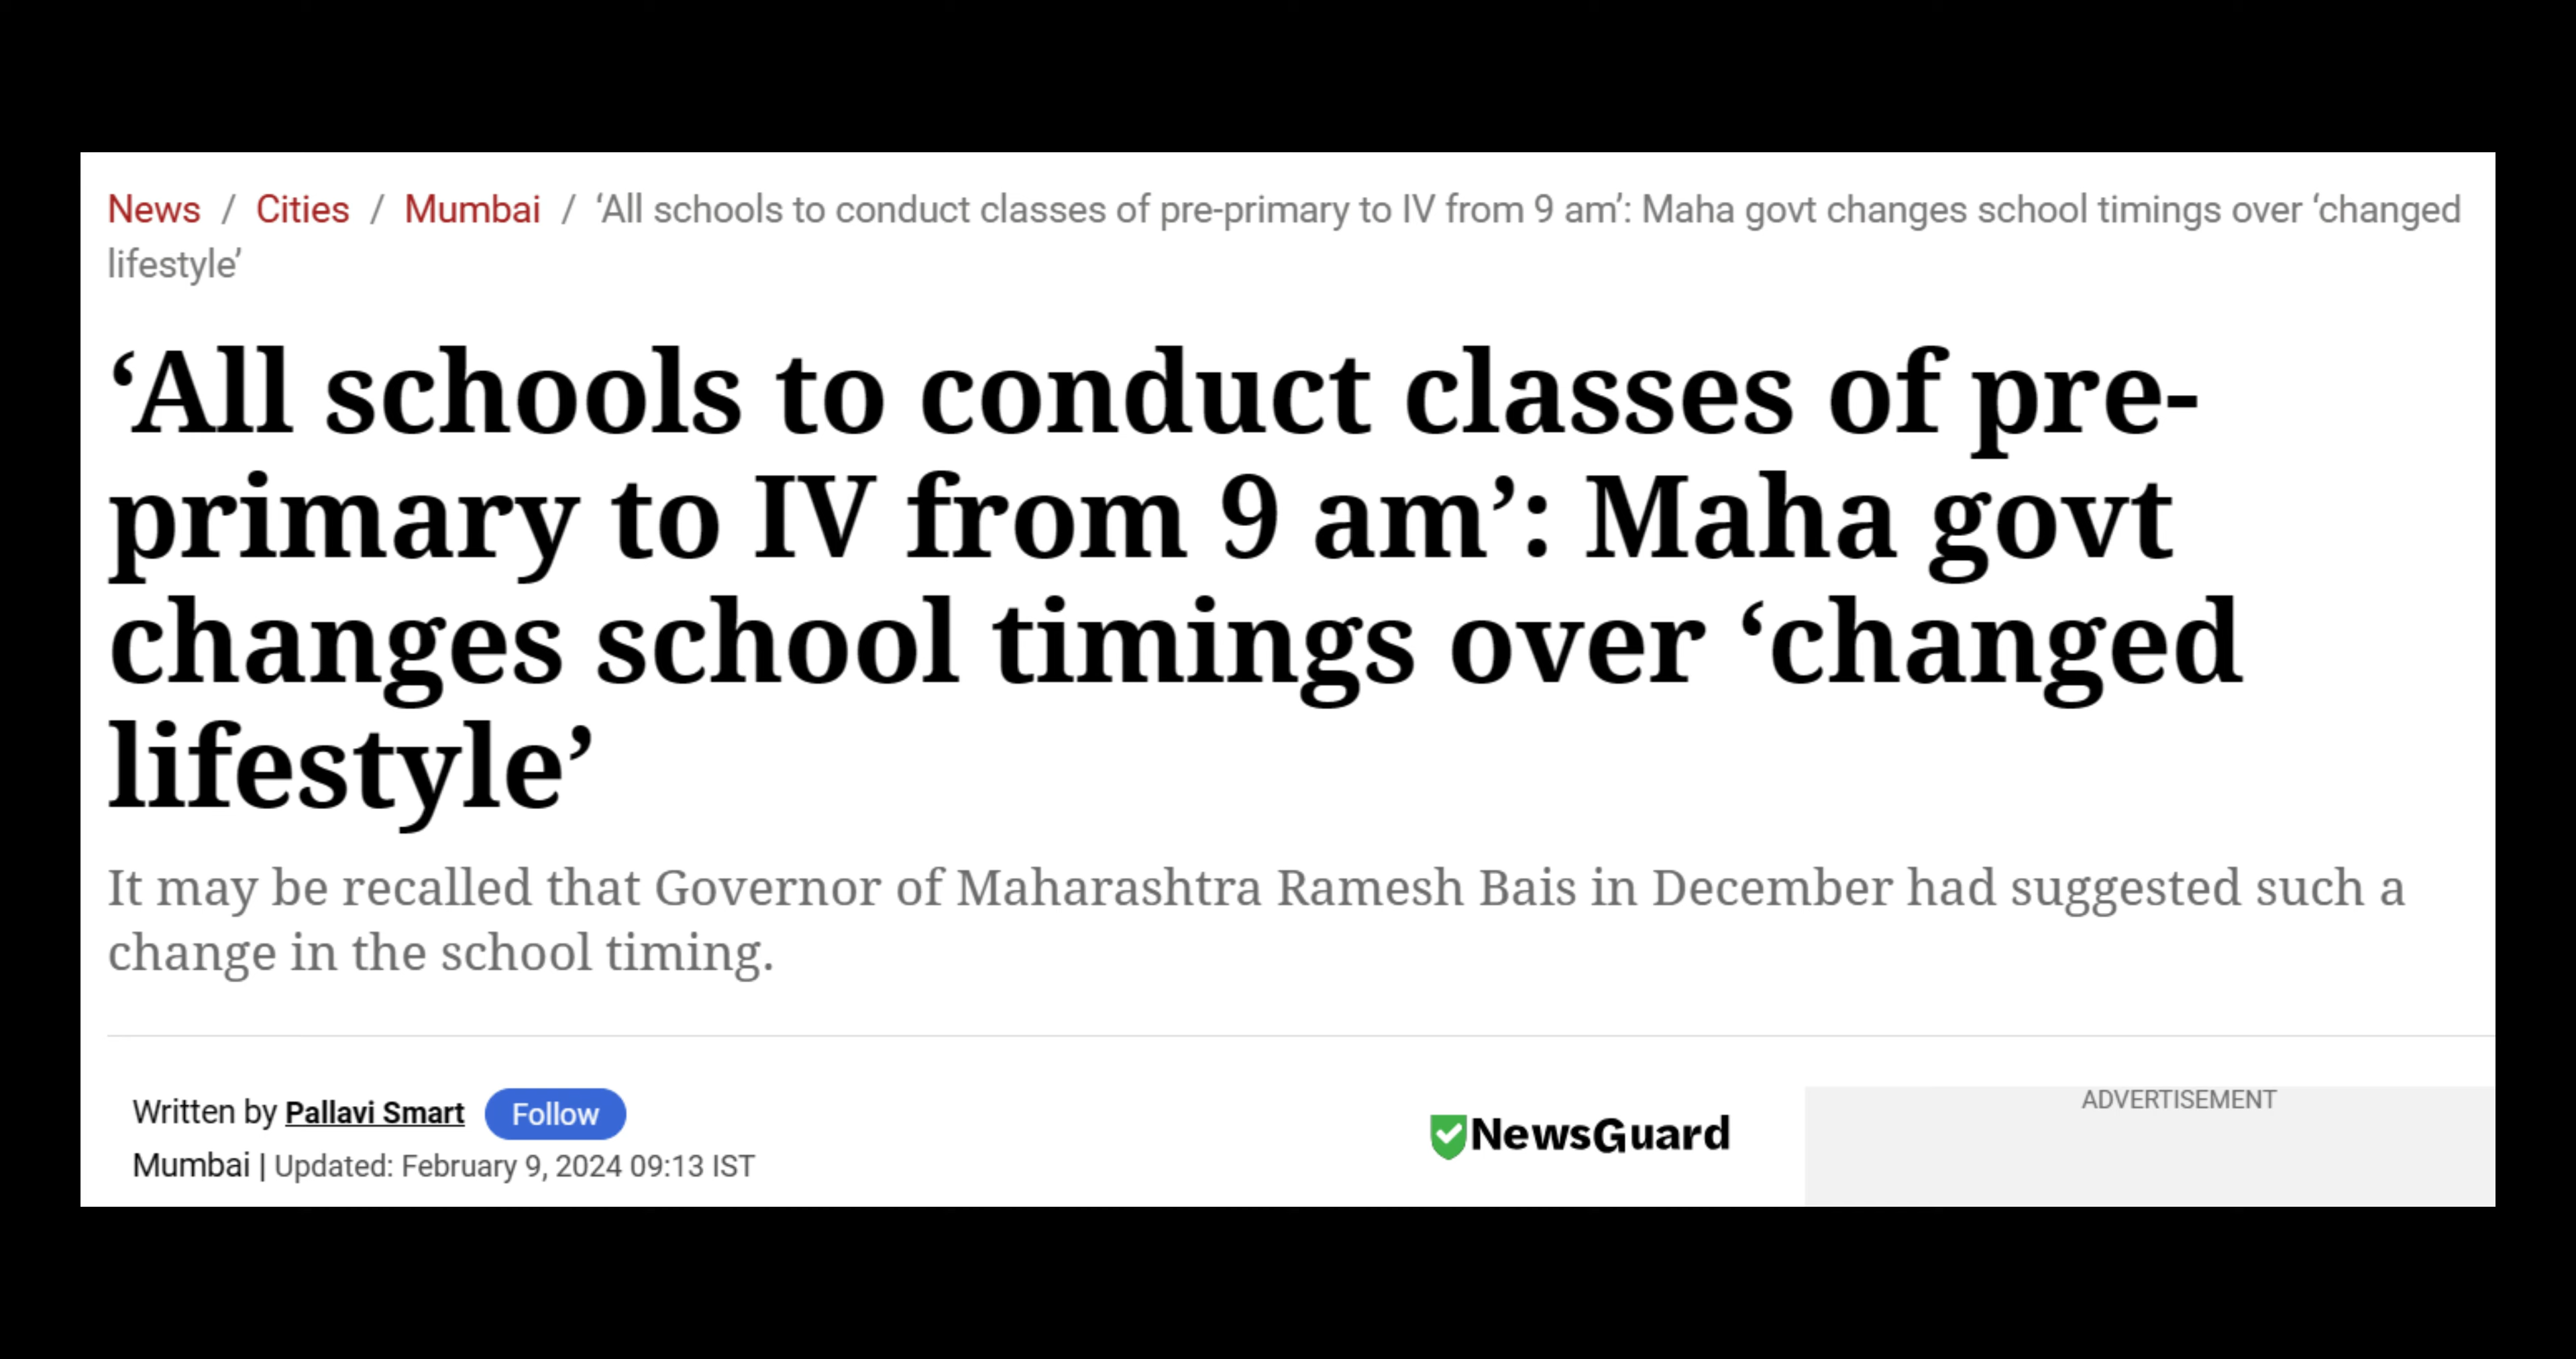 News / Cities / Mumbai / ‘All schools to conduct classes of pre-primary to IV from 9 am’: Maha govt changes school timings over ‘changed
lifestyle’
‘All schools to conduct classes of pre-
primary to IV from 9 am’: Maha govt
changes school timings over ‘changed
lifestyle’
It may be recalled that Governor of Maharashtra Ramesh Bais in December had suggested such a
change in the school timing.
Written by Pallavi Smart Follow
Mumbai | Updated: February 9, 2024 09:13 IST
NewsGuard
ADVERTISEMENT